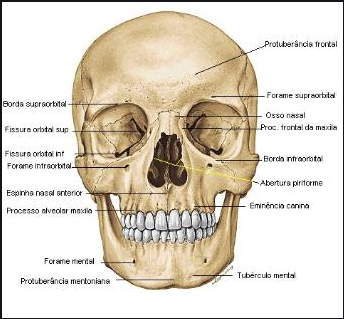 Protuberância frontal
Forame supraorbital
Borda supraorbital
Osso nasal
Fissura orbital sup
Proc. frontal da maxila
Fissura orbital inf
Borda infraorbital
Forame infraorbital
Abertura piriforme
Espinha nasal anterior
Eminência canina
Processo alveolar maxila
Forame mental
Tubérculo mental
Protuberância mentoniana